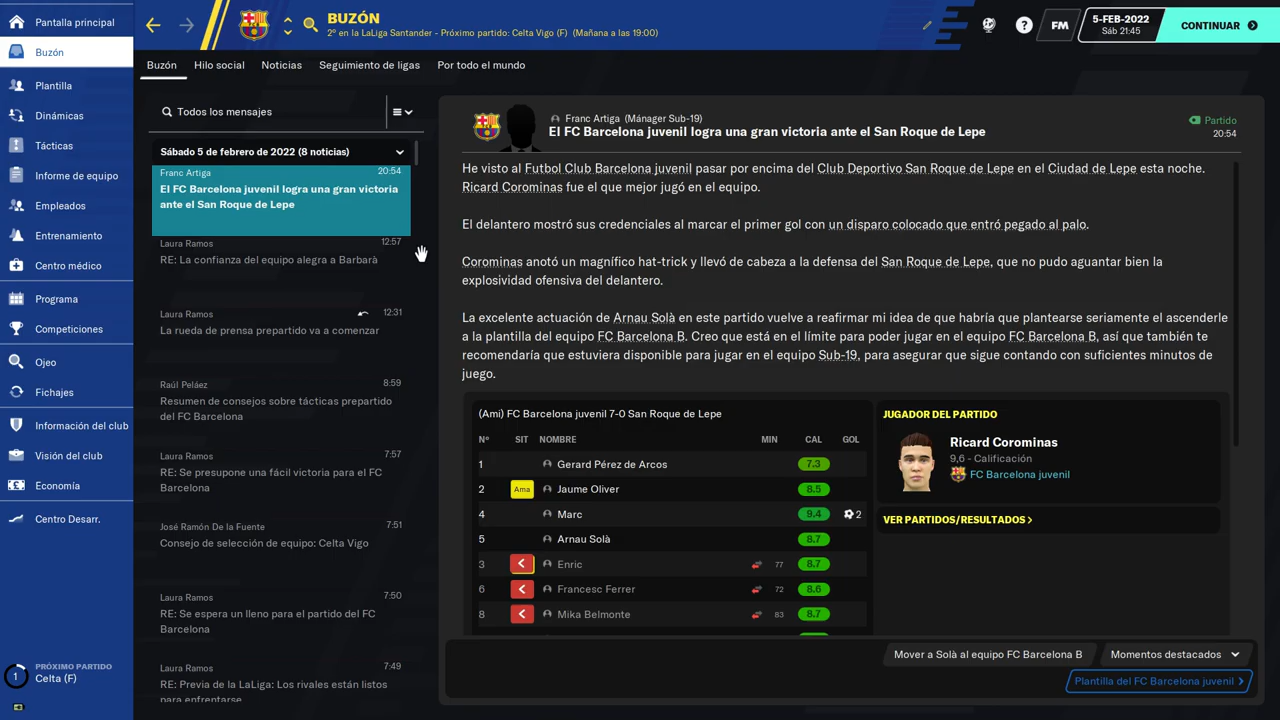 Pantalla principal
Buzón
Plantilla
Dinámicas
Tácticas
Informe de equipo
Empleados
Entrenamiento
Centro médico
Programa
Competiciones
Ojeo
Fichajes
Información del club
Visión del club
Economía
Centro Desarr.
1
PRÓXIMO PARTIDO
Celta (F)
BUZÓN
2º en la LaLiga Santander - Próximo partido: Celta Vigo (F) (Mañana a las 19:00)
?
FM
5-FEB-2022
Sáb 21:45
CONTINUAR
Buzón
Hilo social
Noticias
Seguimiento de ligas
Por todo el mundo
Todos los mensajes
Sábado 5 de febrero de 2022 (8 noticias)
Franc Artiga 20:54
El FC Barcelona juvenil logra una gran victoria
ante el San Roque de Lepe
Laura Ramos 12:57
RE: La confianza del equipo alegra a Barbarà
Laura Ramos 12:31
La rueda de prensa prepartido va a comenzar
Raúl Peláez 8:59
Resumen de consejos sobre tácticas prepartido
del FC Barcelona
Laura Ramos 7:57
RE: Se presupone una fácil victoria para el FC
Barcelona
José Ramón De la Fuente 7:51
Consejo de selección de equipo: Celta Vigo
Laura Ramos 7:50
RE: Se espera un lleno para el partido del FC
Barcelona
Laura Ramos 7:49
RE: Previa de la LaLiga: Los rivales están listos
para enfrentarse
Franc Artiga (Mánager Sub-19)
El FC Barcelona juvenil logra una gran victoria ante el San Roque de Lepe
Partido
20:54
He visto al Futbol Club Barcelona juvenil pasar por encima del Club Deportivo San Roque de Lepe en el Ciudad de Lepe esta noche.
Ricard Corominas fue el que mejor jugó en el equipo.
El delantero mostró sus credenciales al marcar el primer gol con un disparo colocado que entró pegado al palo.
Corominas anotó un magnífico hat-trick y llevó de cabeza a la defensa del San Roque de Lepe, que no pudo aguantar bien la
explosividad ofensiva del delantero.
La excelente actuación de Arnau Solà en este partido vuelve a reafirmar mi idea de que habría que plantearse seriamente el ascenderle
a la plantilla del equipo FC Barcelona B. Creo que está en el límite para poder jugar en el equipo FC Barcelona B, así que también te
recomendaría que estuviera disponible para jugar en el equipo Sub-19, para asegurar que sigue contando con suficientes minutos de
juego.
(Ami) FC Barcelona juvenil 7-0 San Roque de Lepe
Nº SIT NOMBRE MIN CAL GOL
1 Gerard Pérez de Arcos 7.3
2 Ama Jaume Oliver 8.5
4 Marc 9.4 2
5 Arnau Solà 8.7
3 Enric 77 8.7
6 Francesc Ferrer 72 8.6
8 Mika Belmonte 83 8.7
JUGADOR DEL PARTIDO
Ricard Corominas
9,6 - Calificación
FC Barcelona juvenil
VER PARTIDOS/RESULTADOS >
Mover a Solà al equipo FC Barcelona B
Momentos destacados
Plantilla del FC Barcelona juvenil >